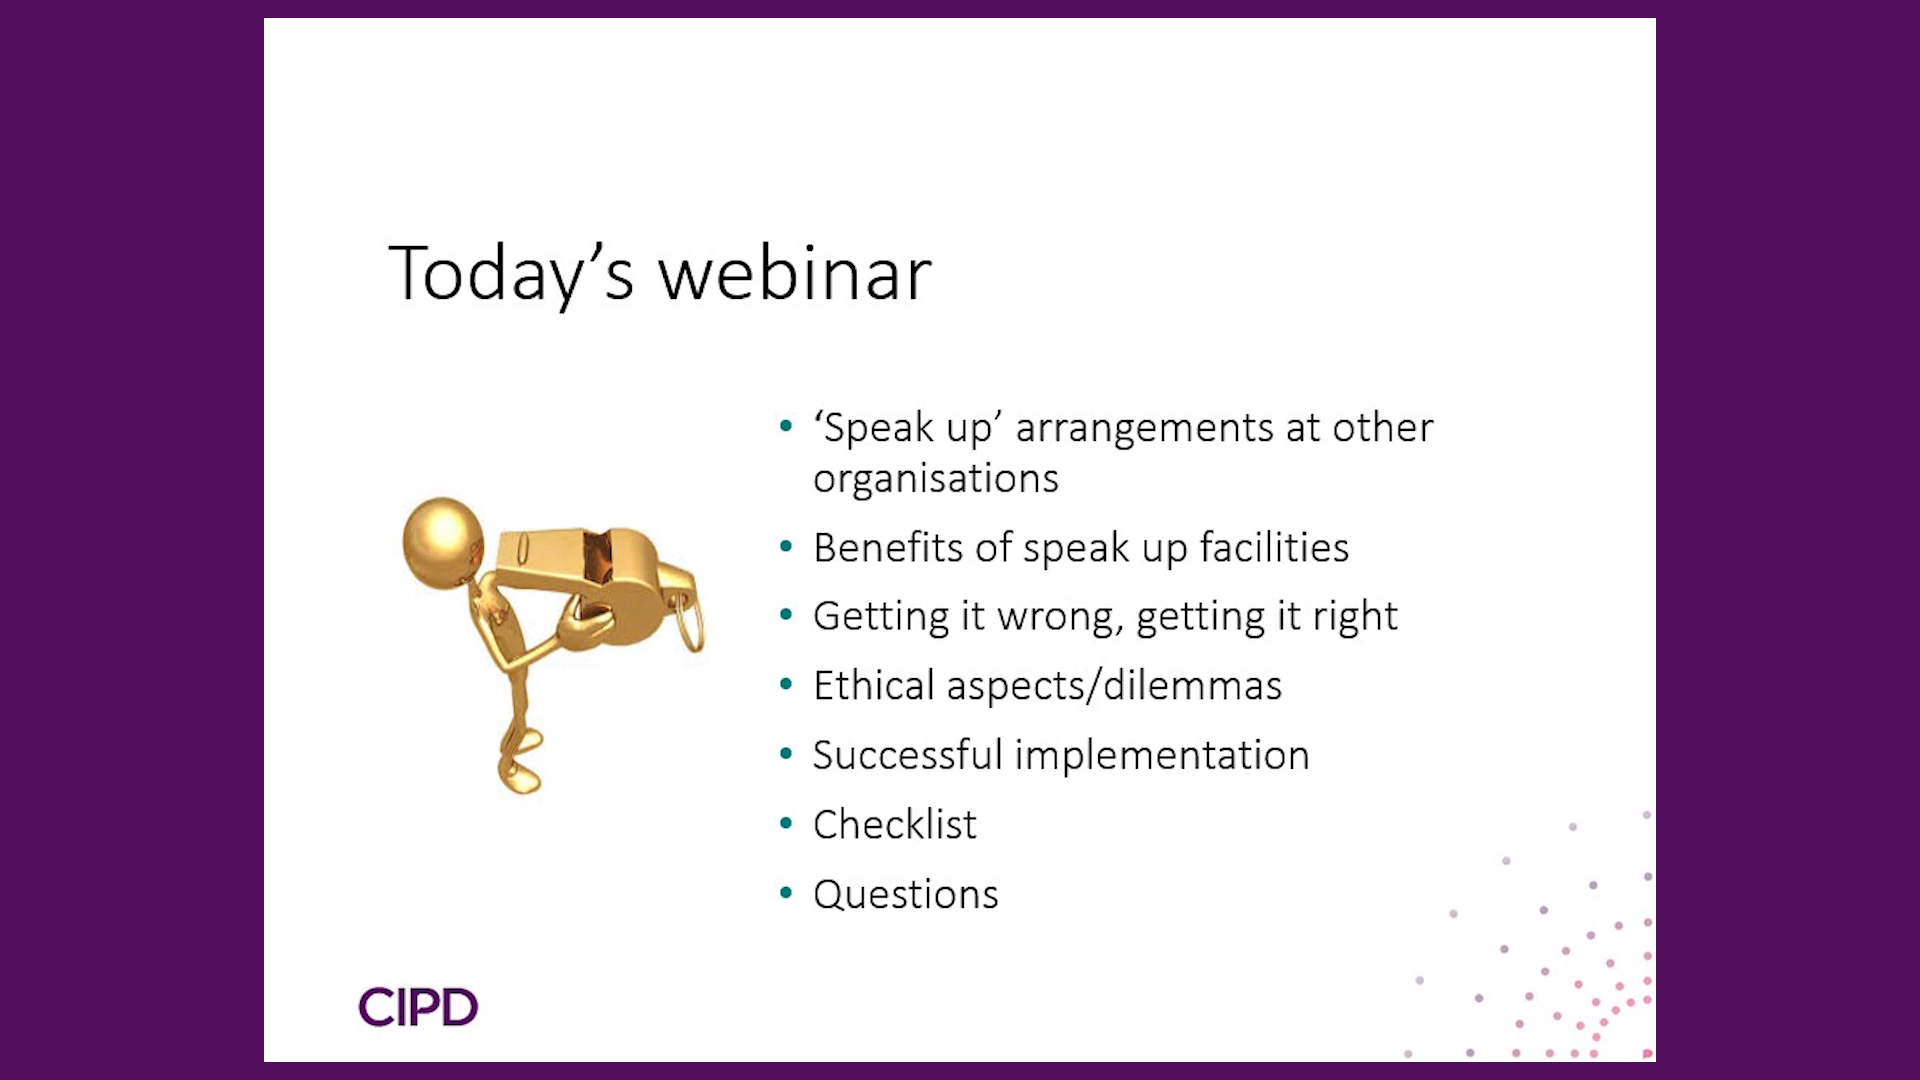 Today’s webinar
• ‘Speak up’ arrangements at other
organisations
• Benefits of speak up facilities
• Getting it wrong, getting it right
• Ethical aspects/dilemmas
• Successful implementation
• Checklist
• Questions
CIPD